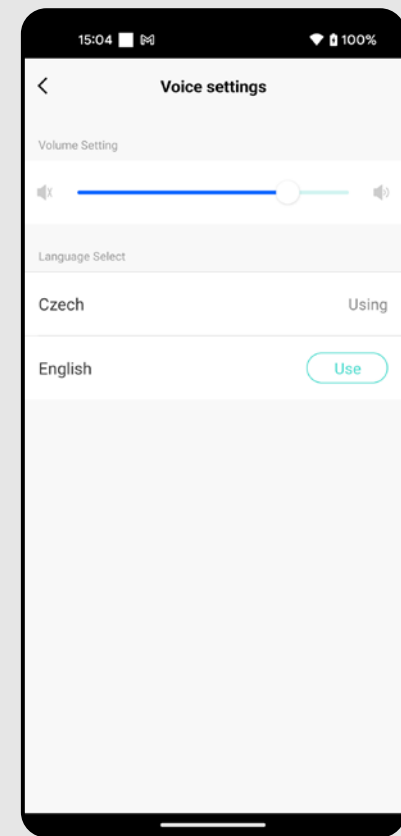 15:04 100%
Voice settings
Volume Setting
Language Select
Czech Using
English Use